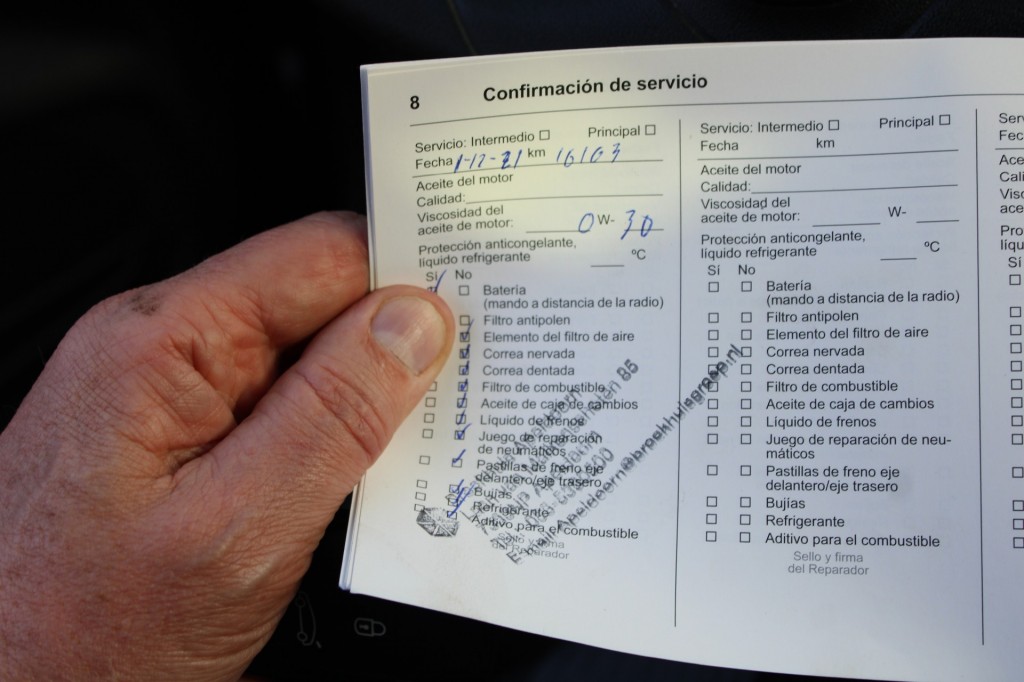 8 Confirmación de servicio
Servicio: Intermedio Principal
Fecha 1-12-21 km 16103
Aceite del motor
Calidad:
Viscosidad del
aceite de motor: 0 W- 30
Protección anticongelante,
líquido refrigerante °C
Sí No
Batería
(mando a distancia de la radio)
Filtro antipolen
Elemento del filtro de aire
Correa nervada
Correa dentada
Filtro de combustible
Aceite de caja de cambios
Líquido de frenos
Juego de reparación
de neumáticos
Pastillas de freno eje
delantero/eje trasero
Bujías
Refrigerante
Aditivo para el combustible
Sello y firma
del Reparador
85
Servicio: Intermedio Principal
Fecha km
Aceite del motor
Calidad:
Viscosidad del
aceite de motor: W-
Protección anticongelante,
líquido refrigerante °C
Sí No
Batería
(mando a distancia de la radio)
Filtro antipolen
Elemento del filtro de aire
Correa nervada
Correa dentada
Filtro de combustible
Aceite de caja de cambios
Líquido de frenos
Juego de reparación de neu-
máticos
Pastillas de freno eje
delantero/eje trasero
Bujías
Refrigerante
Aditivo para el combustible
Sello y firma
del Reparador